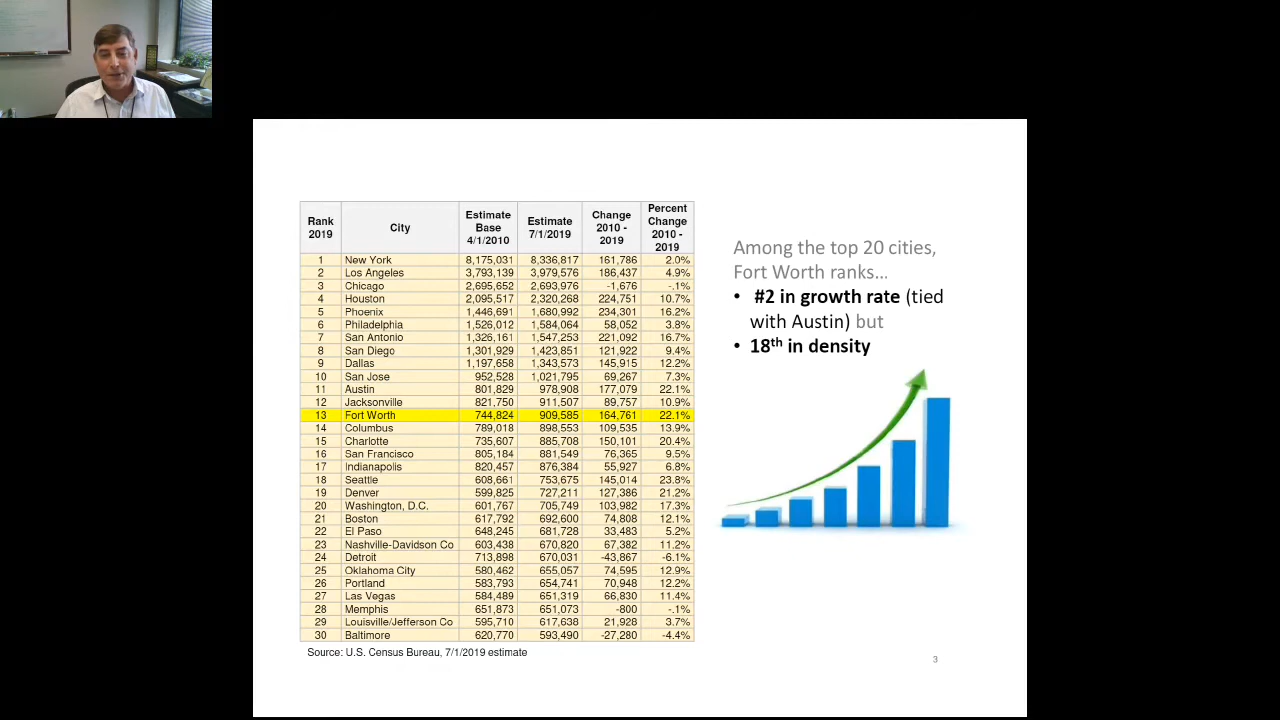 Rank 2019 City Estimate Base 4/1/2010 Estimate 7/1/2019 Change 2010 - 2019 Percent Change 2010 - 2019
1 New York 8,175,031 8,336,817 161,786 2.0%
2 Los Angeles 3,793,139 3,979,576 186,437 4.9%
3 Chicago 2,695,652 2,693,976 -1,676 -.1%
4 Houston 2,095,517 2,320,268 224,751 10.7%
5 Phoenix 1,446,691 1,680,992 234,301 16.2%
6 Philadelphia 1,526,012 1,584,064 58,052 3.8%
7 San Antonio 1,326,161 1,547,253 221,092 16.7%
8 San Diego 1,301,929 1,423,851 121,922 9.4%
9 Dallas 1,197,658 1,343,573 145,915 12.2%
10 San Jose 952,528 1,021,795 69,267 7.3%
11 Austin 801,829 978,908 177,079 22.1%
12 Jacksonville 821,750 911,507 89,757 10.9%
13 Fort Worth 744,824 909,585 164,761 22.1%
14 Columbus 789,018 898,553 109,535 13.9%
15 Charlotte 735,607 885,708 150,101 20.4%
16 San Francisco 805,184 881,549 76,365 9.5%
17 Indianapolis 820,457 876,384 55,927 6.8%
18 Seattle 608,661 753,675 145,014 23.8%
19 Denver 599,825 727,211 127,386 21.2%
20 Washington, D.C. 601,767 705,749 103,982 17.3%
21 Boston 617,792 692,600 74,808 12.1%
22 El Paso 648,245 681,728 33,483 5.2%
23 Nashville-Davidson Co 603,438 670,820 67,382 11.2%
24 Detroit 713,898 670,031 -43,867 -6.1%
25 Oklahoma City 580,462 655,057 74,595 12.9%
26 Portland 583,793 654,741 70,948 12.2%
27 Las Vegas 584,489 651,319 66,830 11.4%
28 Memphis 651,873 651,073 -800 -.1%
29 Louisville/Jefferson Co 595,710 617,638 21,928 3.7%
30 Baltimore 620,770 593,490 -27,280 -4.4%
Source: U.S. Census Bureau, 7/1/2019 estimate
Among the top 20 cities,
Fort Worth ranks…
• #2 in growth rate (tied
with Austin) but
• 18th in density
3